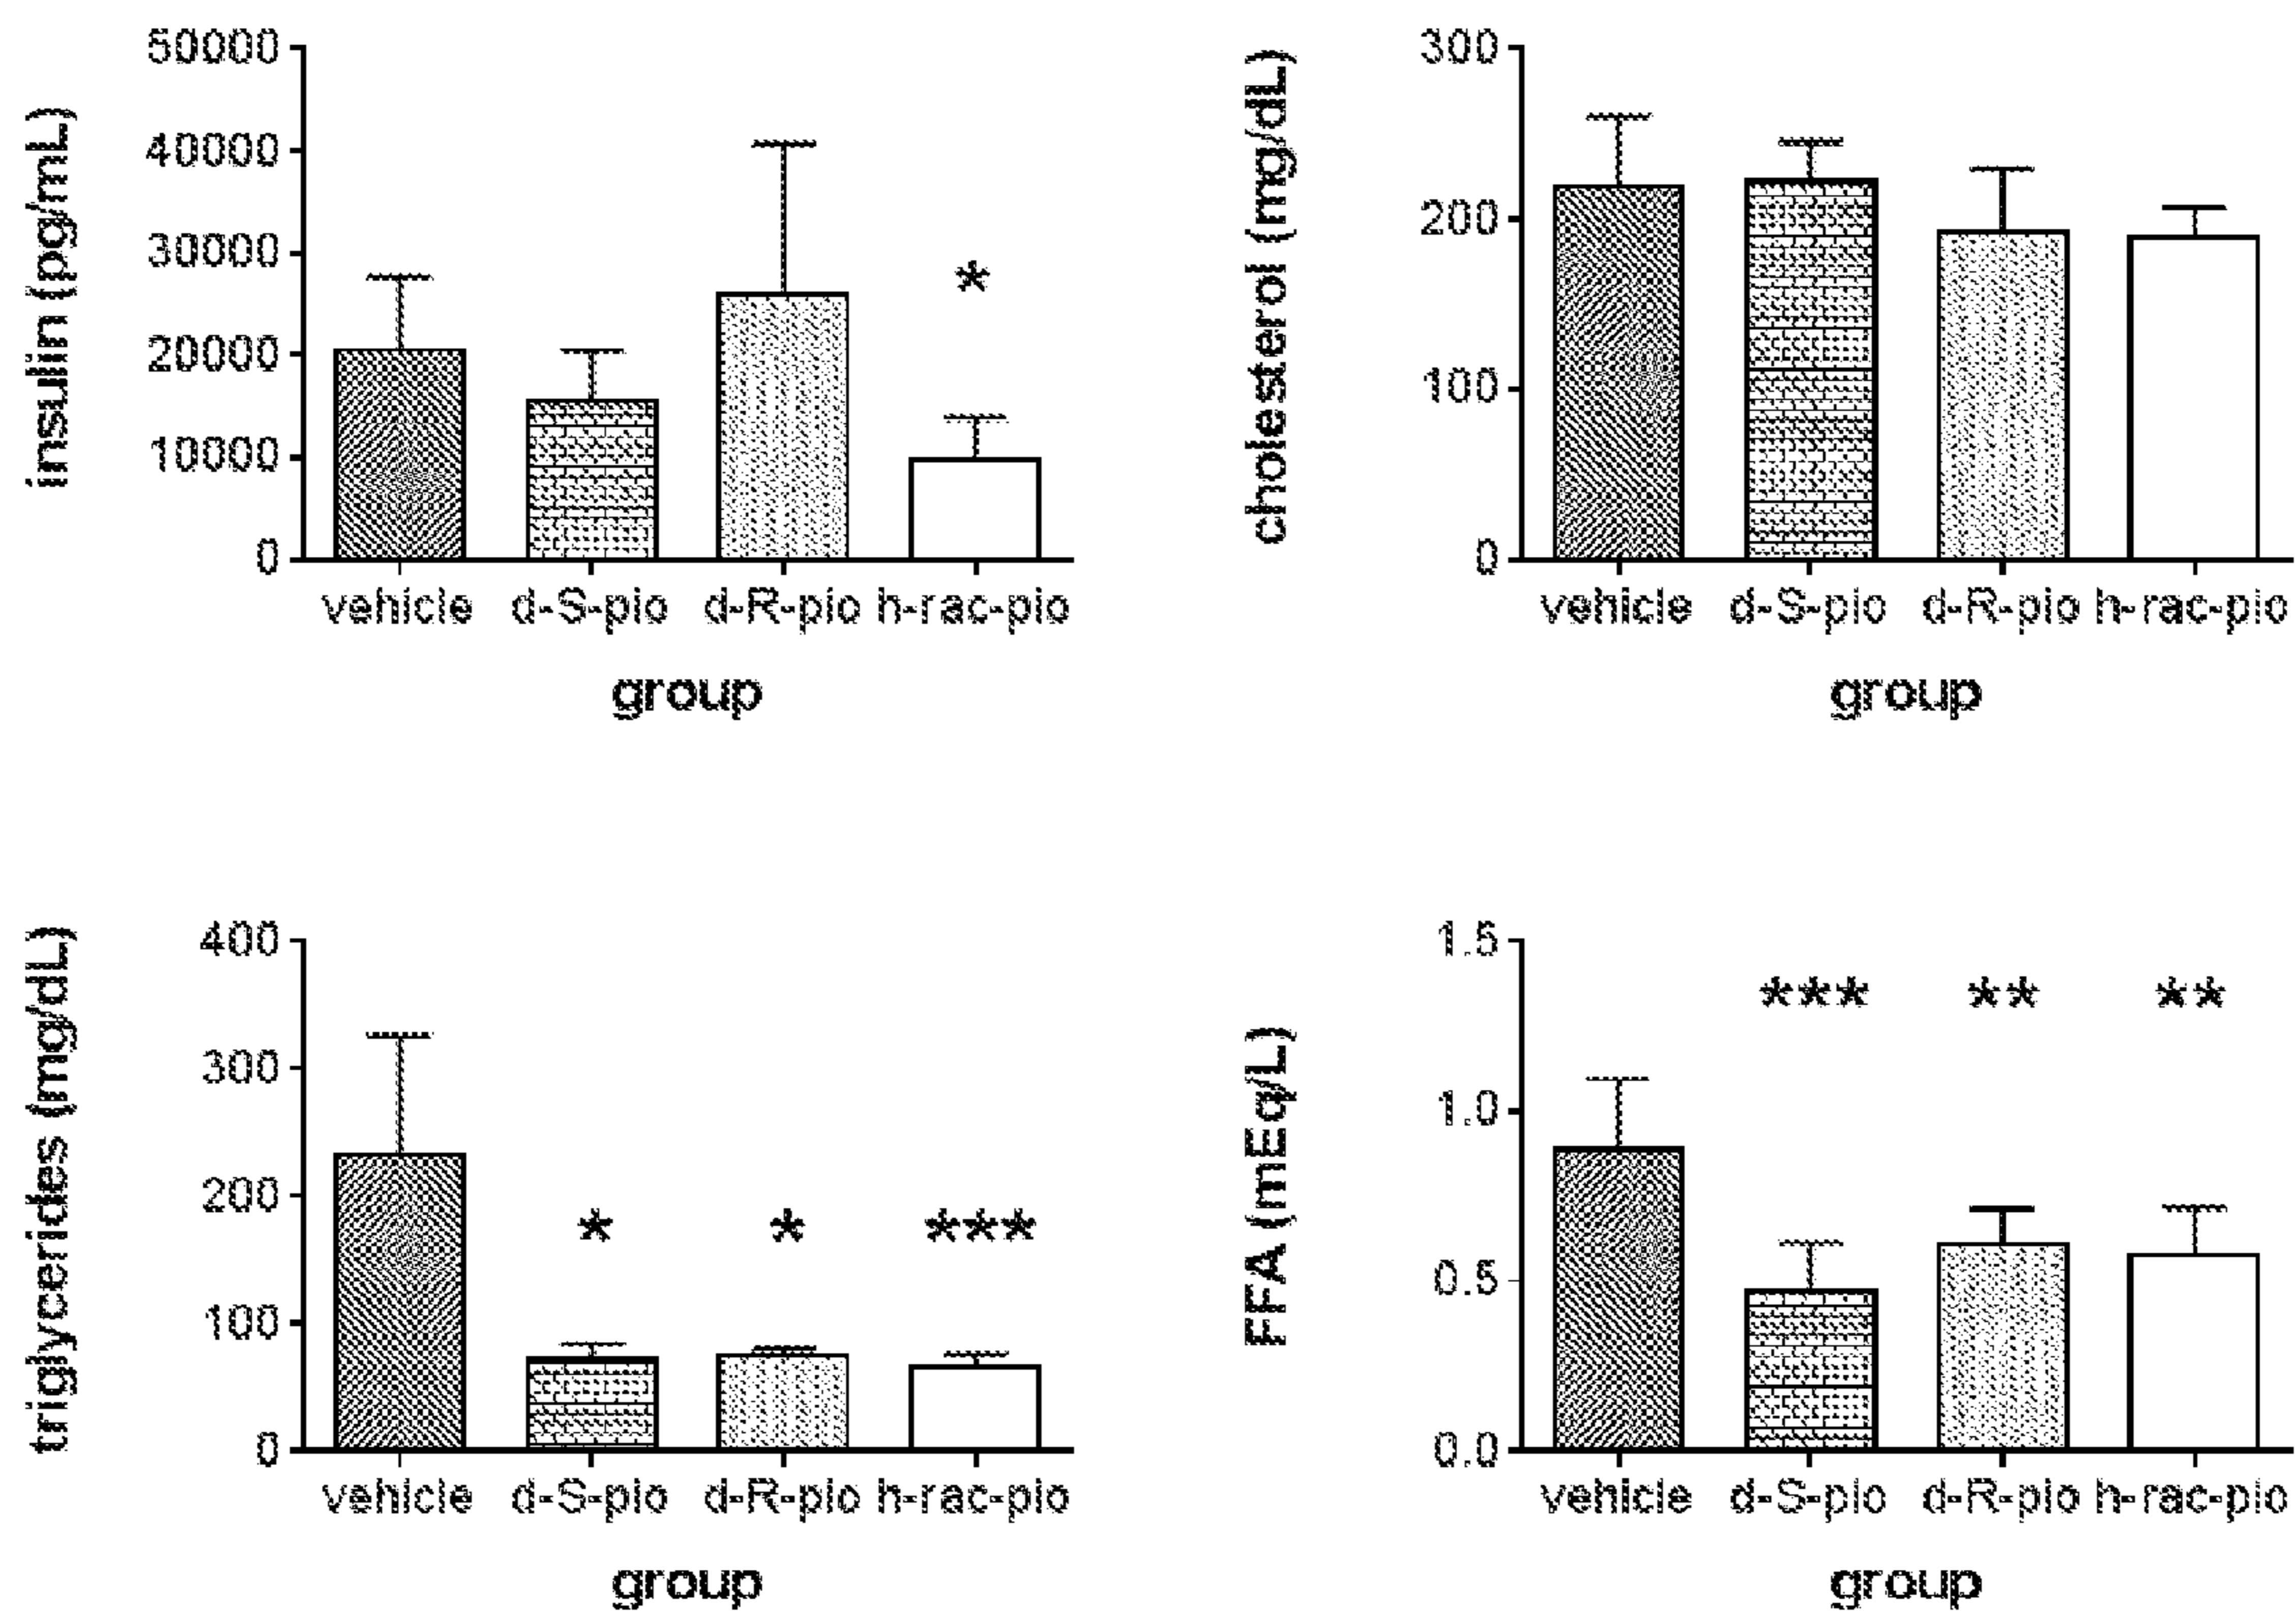 insulin (pg/mL)
50000
40000
30000
20000
10000
0
*
vehicle d-S-pio d-R-pio h-rac-pio
group
cholesterol (mg/dL)
300
200
100
0
vehicle d-S-pio d-R-pio h-rac-pio
group
triglycerides (mg/dL)
400
300
200
100
0
* * ***
vehicle d-S-pio d-R-pio h-rac-pio
group
FFA (mEq/L)
1.5
1.0
0.5
0.0
*** ** **
vehicle d-S-pio d-R-pio h-rac-pio
group